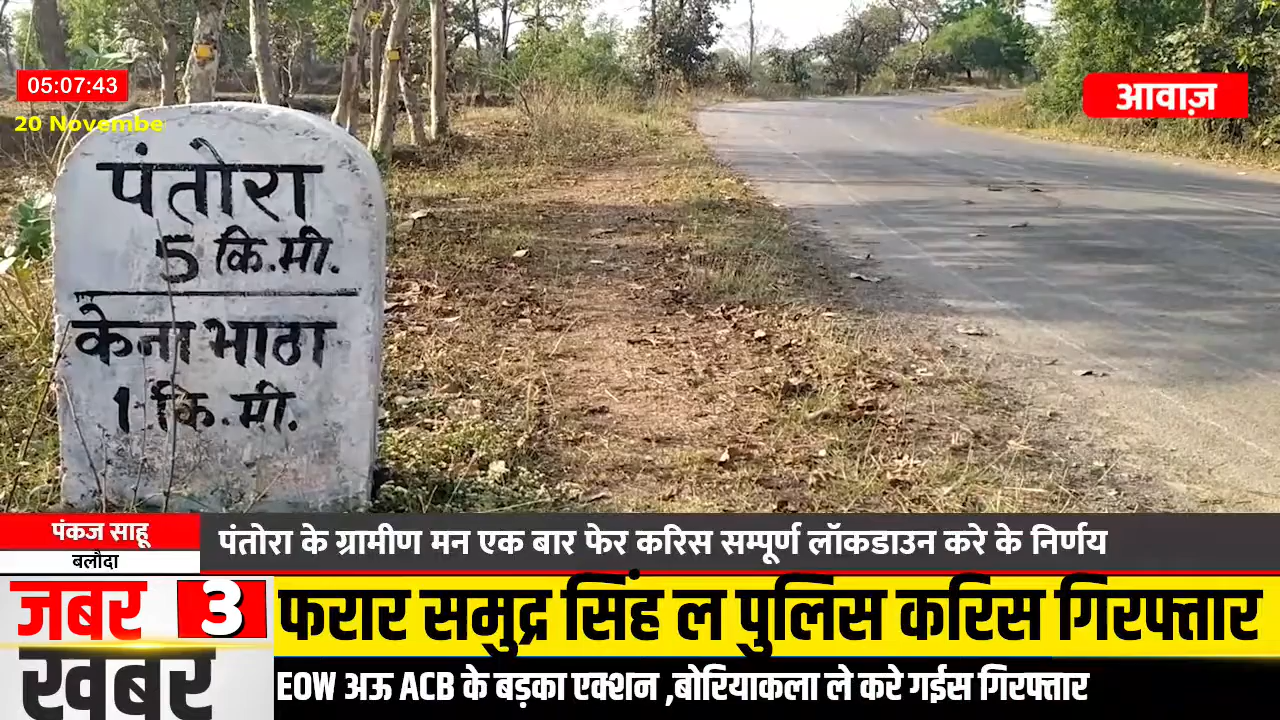 05:07:43
20 Novembe
आवाज़
पंतोरा
5 कि.मी.
केना भाठा
1 कि.मी.
पंकज साहू
बलौदा
पंतोरा के ग्रामीण मन एक बार फेर करिस सम्पूर्ण लॉकडाउन करे के निर्णय
जबर 3
खबर
फरार समुद्र सिंह ल पुलिस करिस गिरफ्तार
EOW अऊ ACB के बड़का एक्शन ,बोरियाकला ले करे गईस गिरफ्तार